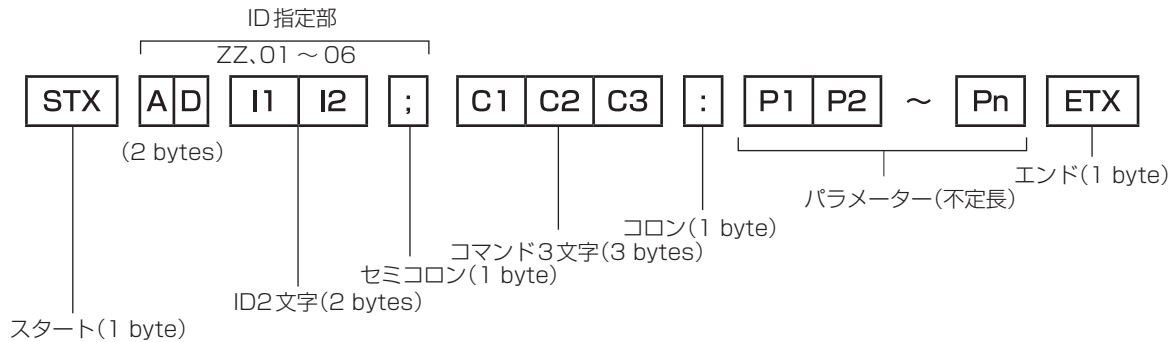 ID指定部
ZZ、01～06
STX A D I1 I2 ; C1 C2 C3 : P1 P2 ～ Pn ETX
(2 bytes)
エンド(1 byte)
パラメーター(不定長)
コロン(1 byte)
コマンド3文字(3 bytes)
セミコロン(1 byte)
ID2文字(2 bytes)
スタート(1 byte)